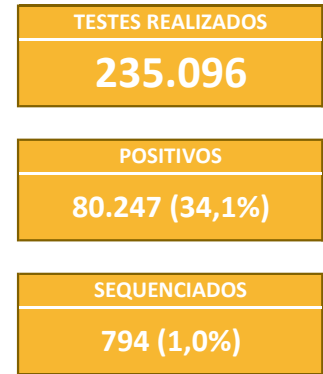 TESTES REALIZADOS
235.096
POSITIVOS
80.247 (34,1%)
SEQUENCIADOS
794 (1,0%)